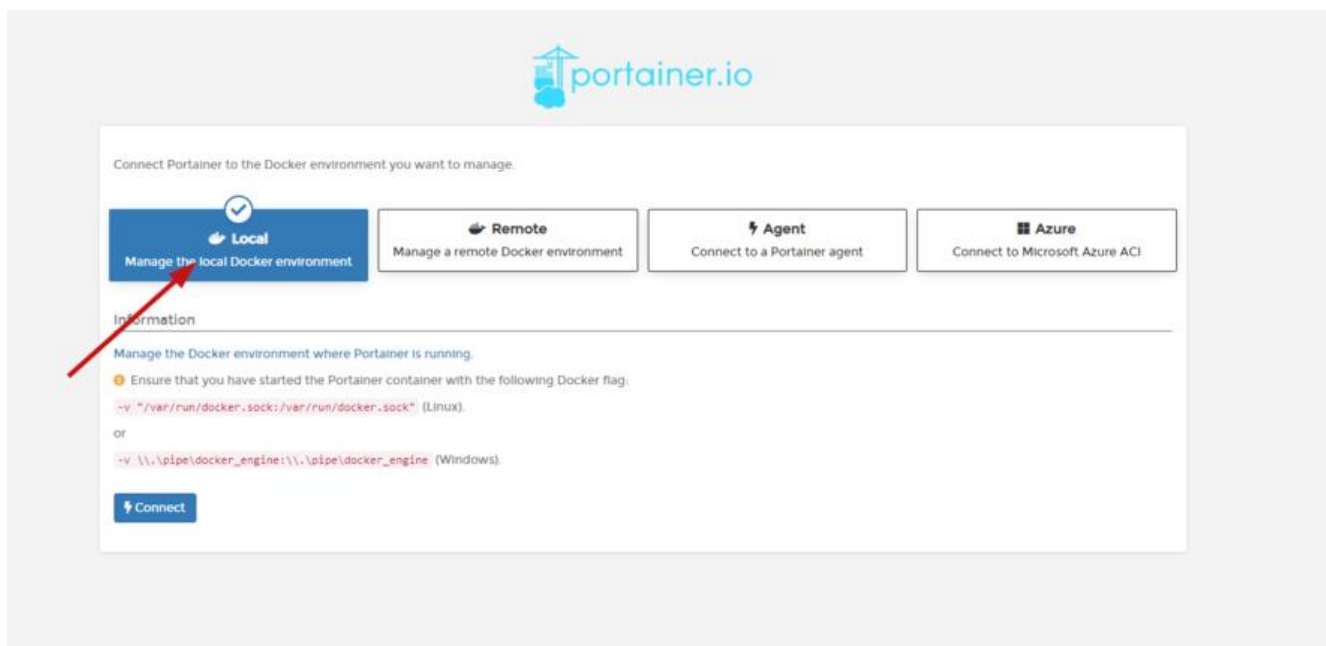 portainer.io
Connect Portainer to the Docker environment you want to manage.
Local
Manage the local Docker environment
Remote
Manage a remote Docker environment
Agent
Connect to a Portainer agent
Azure
Connect to Microsoft Azure ACI
Information
Manage the Docker environment where Portainer is running.
Ensure that you have started the Portainer container with the following Docker flag:
-v "/var/run/docker.sock:/var/run/docker.sock" (Linux).
or
-v \\.\pipe\docker_engine:\\.\pipe\docker_engine (Windows).
Connect